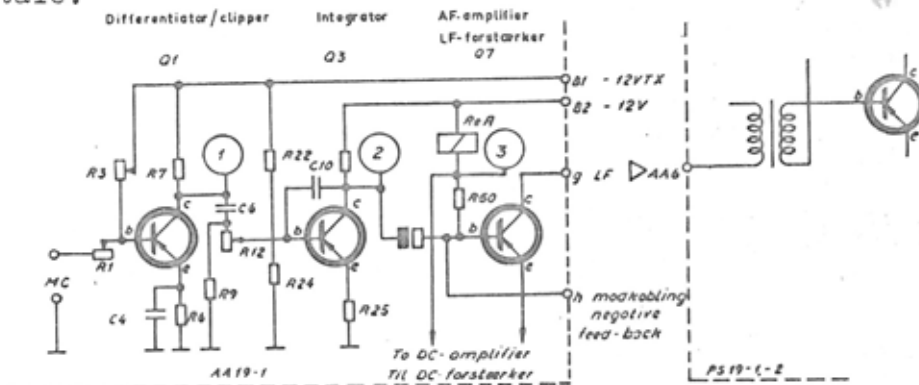 Differentiator/clipper
Integrator
AF-amplifier
LF-forstærker
Q1
Q3
Q7
B1 - 12VTX
B2 - 12V
ReA
R3
R7
1
R22
C10
2
3
g LF
AA6
C6
R60
b
c
e
R1
R12
MC
R9
R24
C4
R6
R25
h modkobling
negative
feed-back
To DC-amplifier
Til DC-forstærker
AA19-1
PS19-1-2
b
c
e
b
c
e
b
c
e